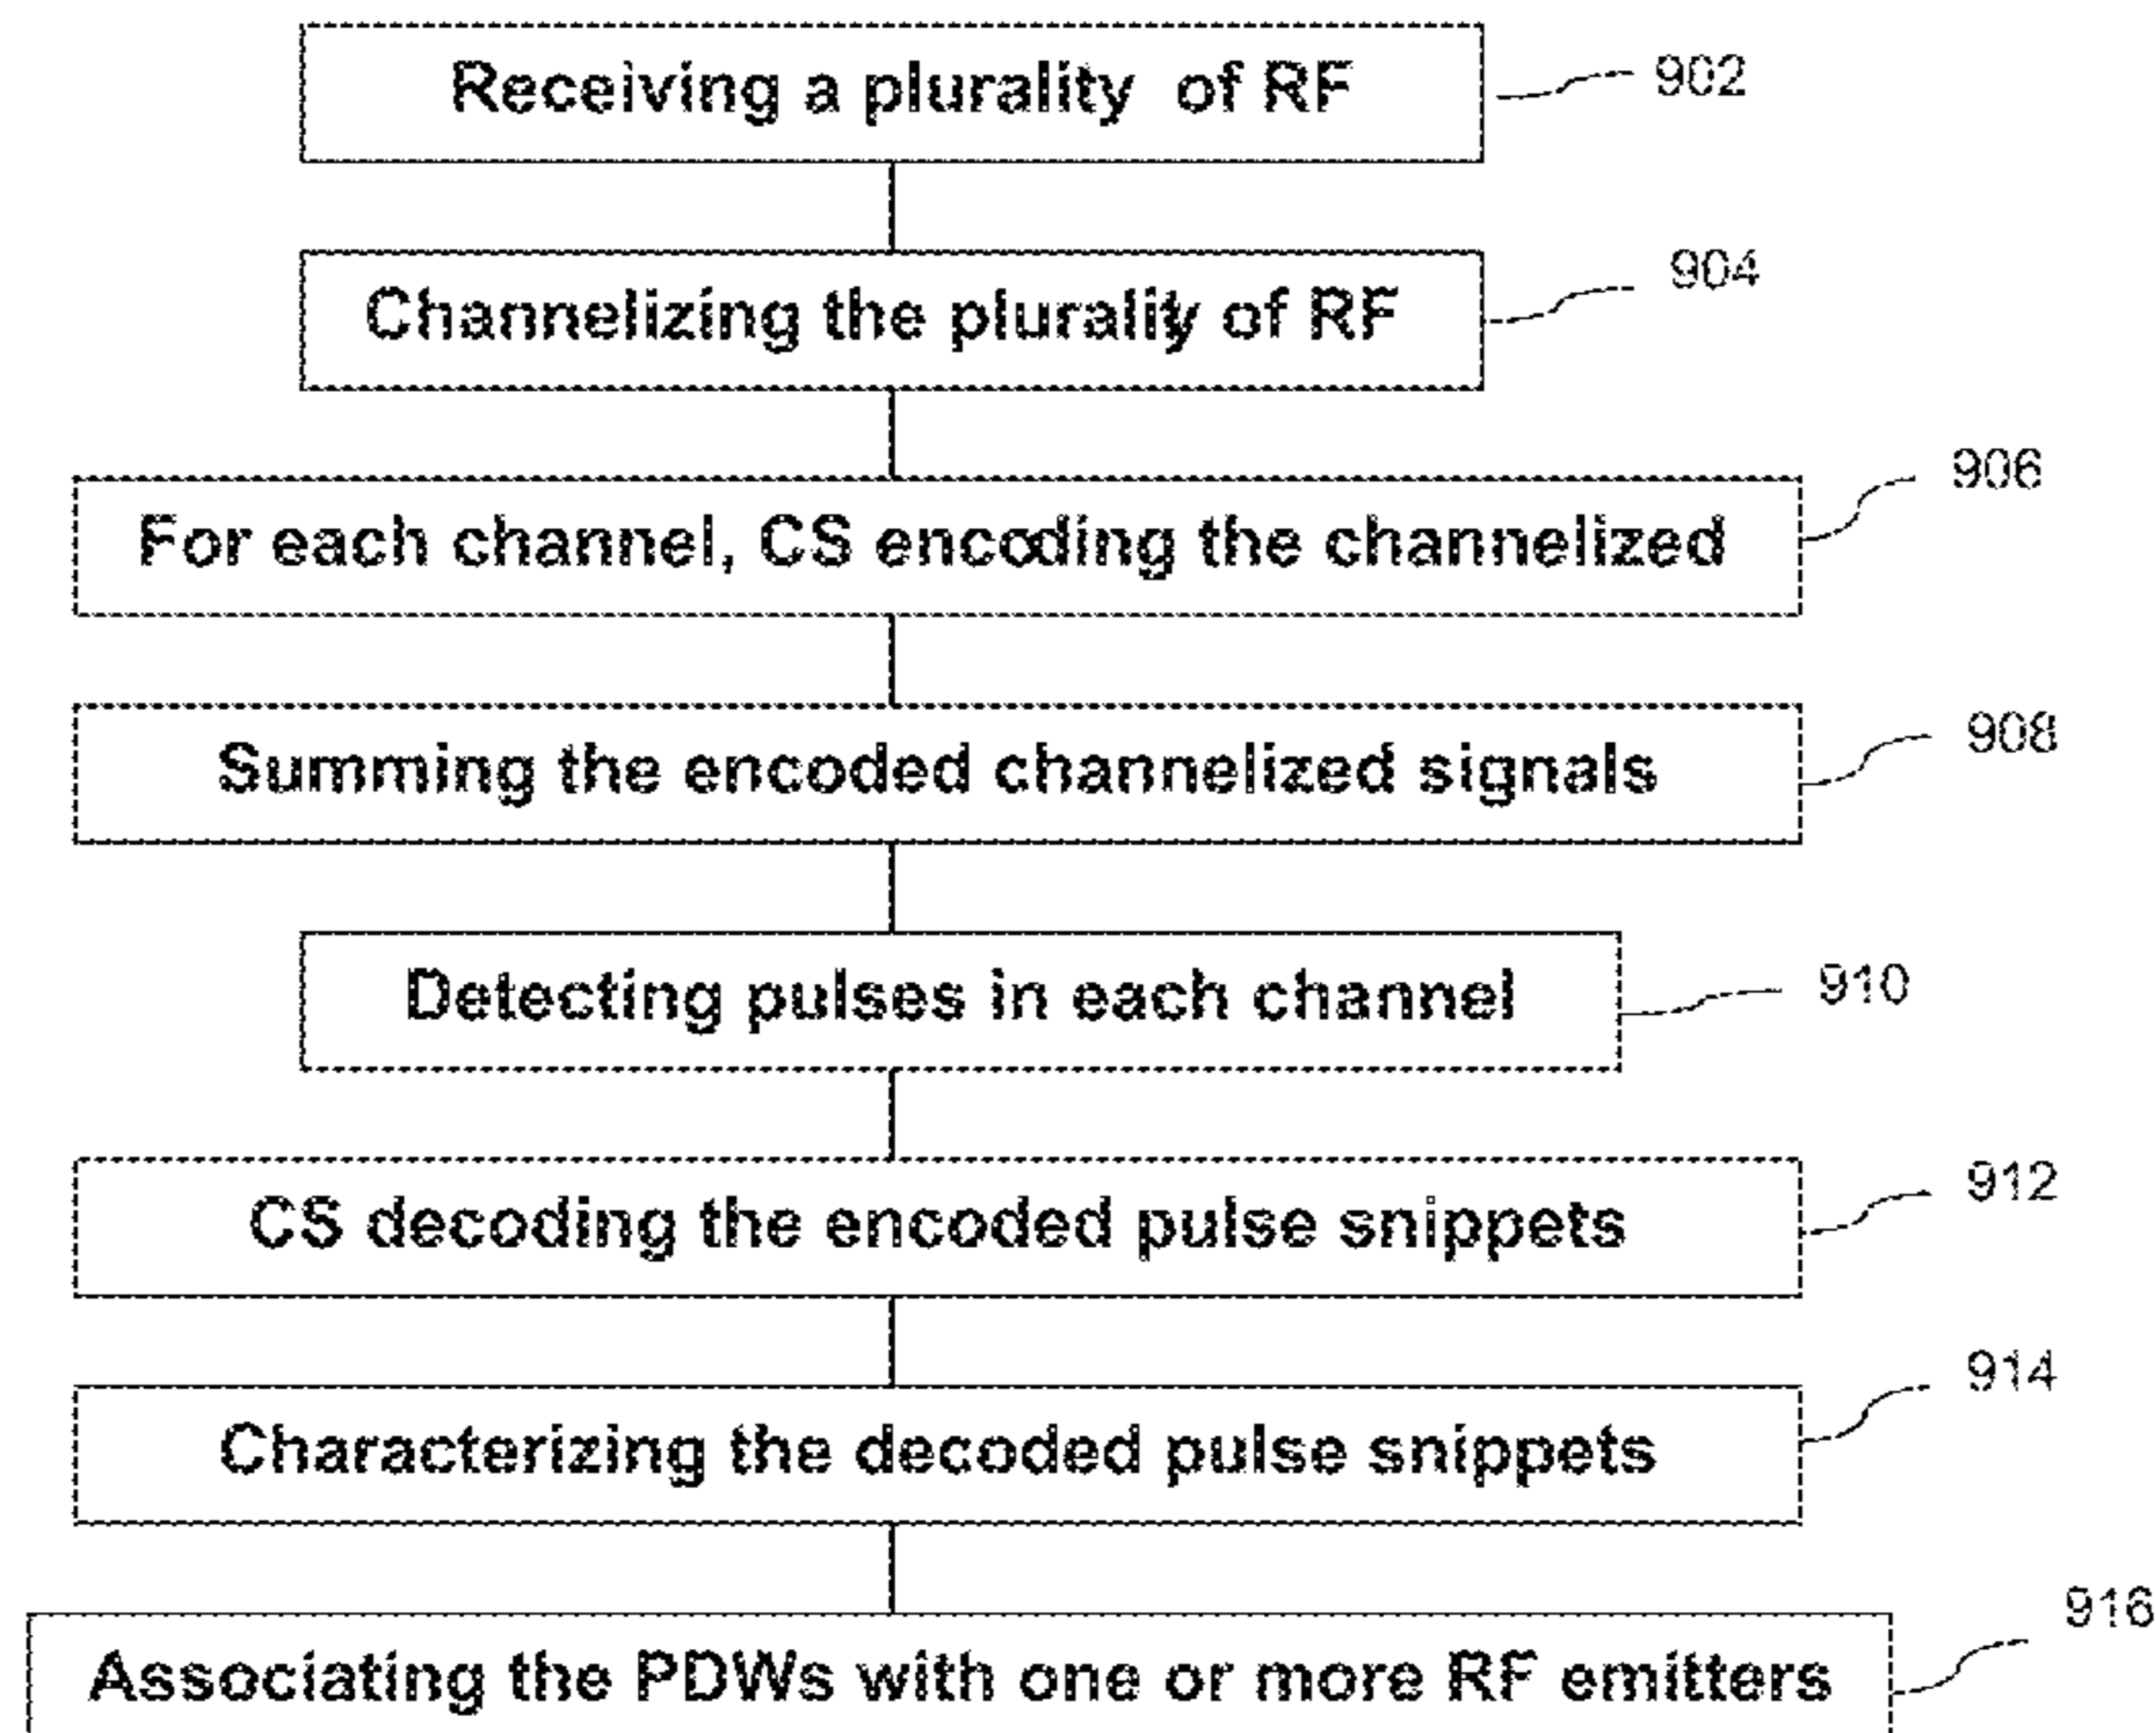 Receiving a plurality of RF
902
Channelizing the plurality of RF
904
For each channel, CS encoding the channelized
906
Summing the encoded channelized signals
908
Detecting pulses in each channel
910
CS decoding the encoded pulse snippets
912
Characterizing the decoded pulse snippets
914
Associating the PDWs with one or more RF emitters
916